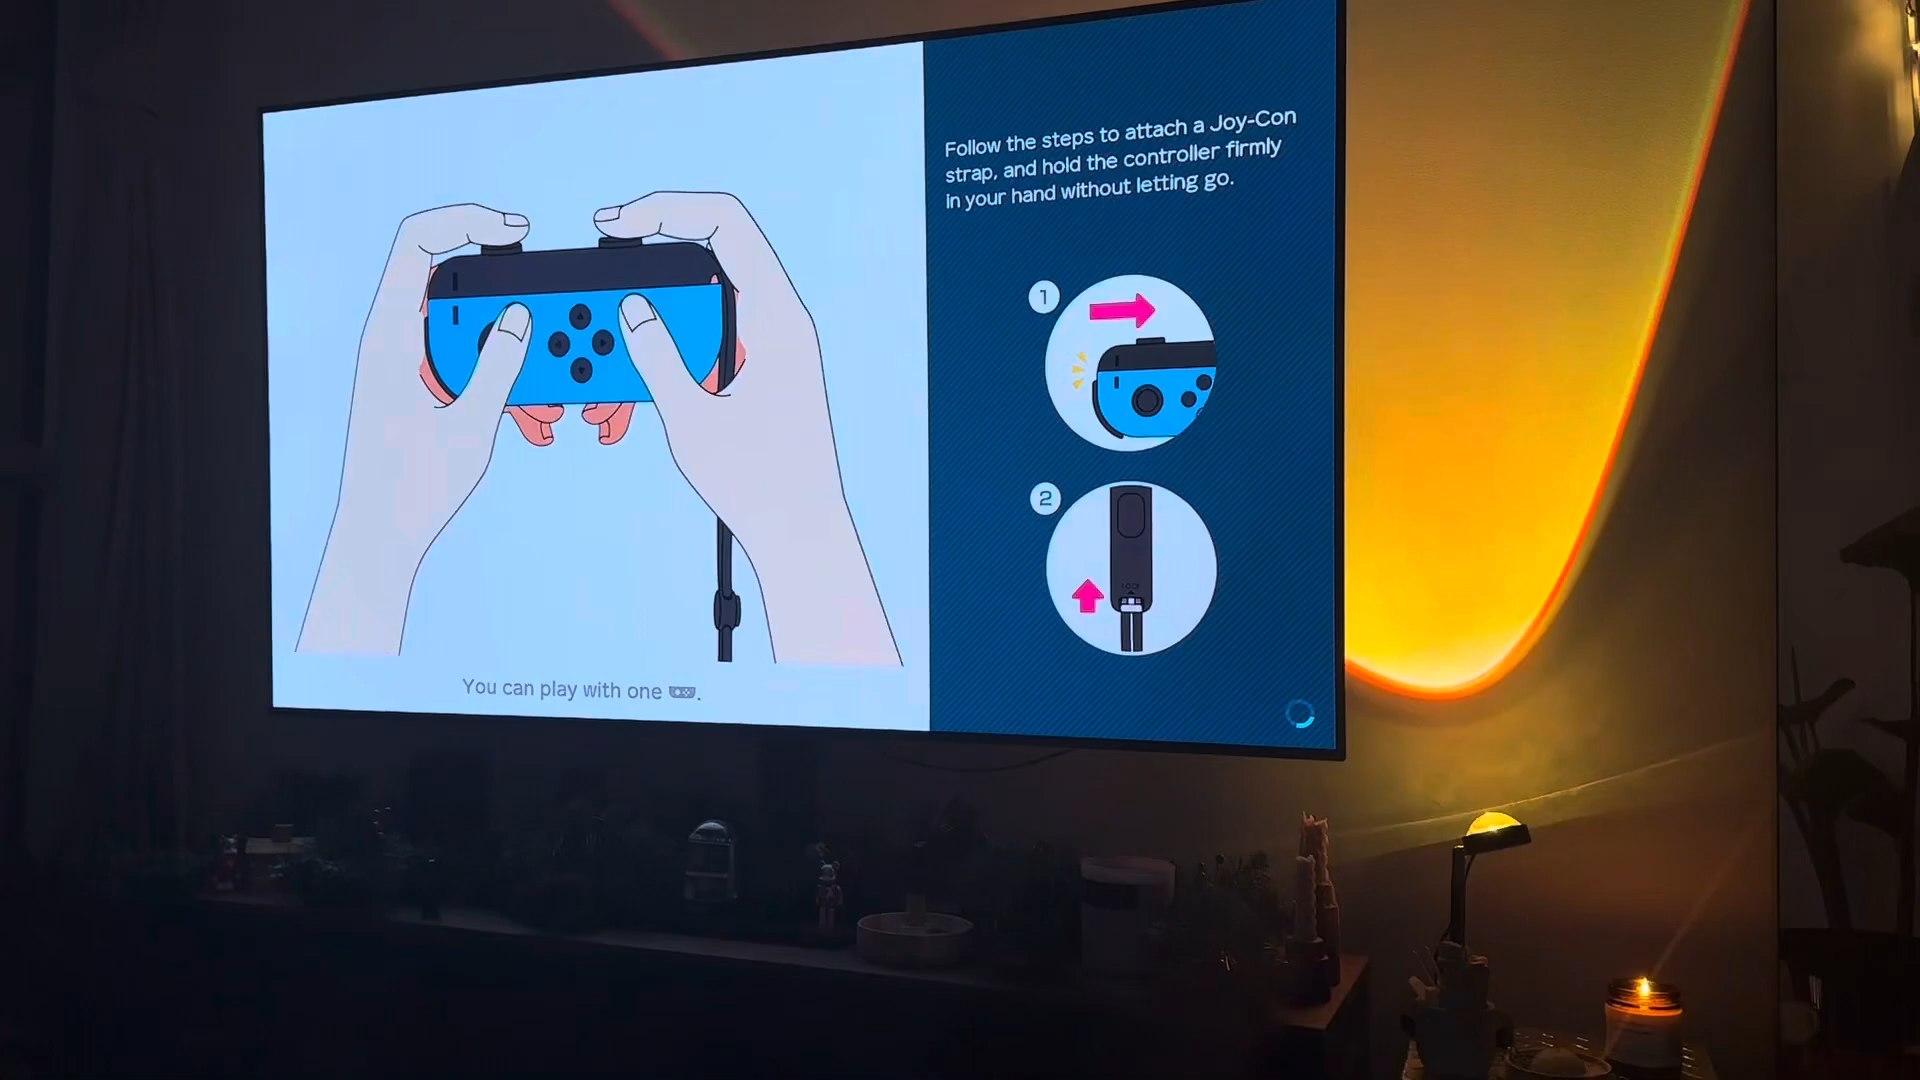 Follow the steps to attach a Joy-Con
strap, and hold the controller firmly
in your hand without letting go.
1
2
LOCK
You can play with one .